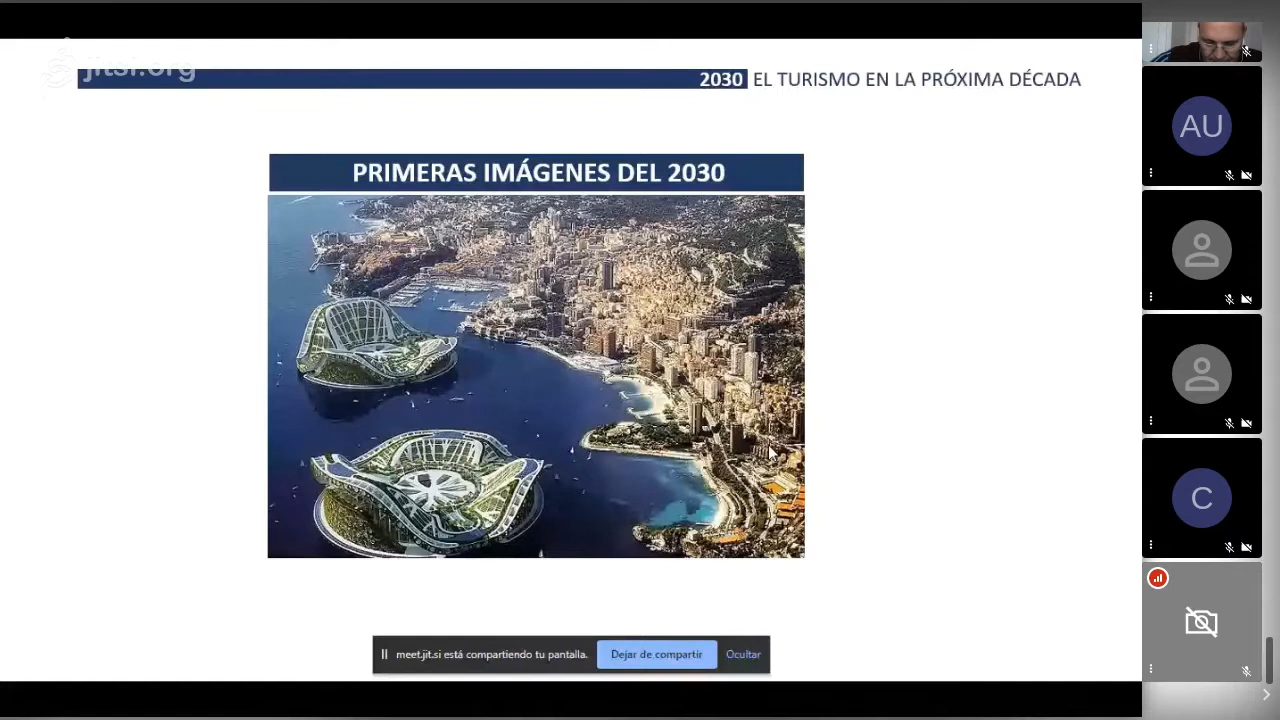 jitsi.org
2030 EL TURISMO EN LA PRÓXIMA DÉCADA
PRIMERAS IMÁGENES DEL 2030
meet.jit.si está compartiendo tu pantalla.
Dejar de compartir
Ocultar
AU
C